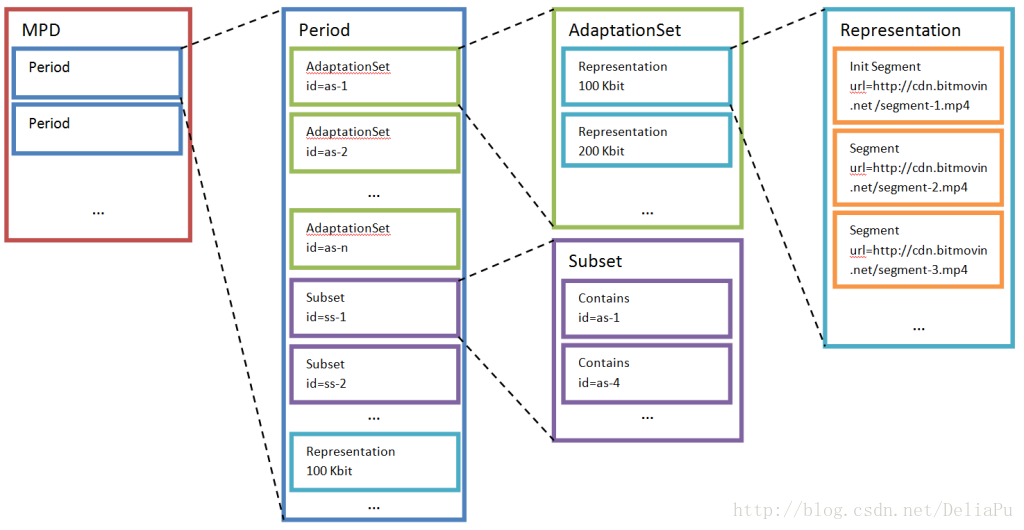 MPD
Period
Period
...
Period
AdaptationSet
id=as-1
AdaptationSet
id=as-2
...
AdaptationSet
id=as-n
Subset
id=ss-1
Subset
id=ss-2
...
Representation
100 Kbit
...
AdaptationSet
Representation
100 Kbit
Representation
200 Kbit
...
Subset
Contains
id=as-1
Contains
id=as-4
...
Representation
Init Segment
url=http://cdn.bitmovin
.net/segment-1.mp4
Segment
url=http://cdn.bitmovin
.net/segment-2.mp4
Segment
url=http://cdn.bitmovin
.net/segment-3.mp4
...
http://blog.csdn.net/DeliaPu